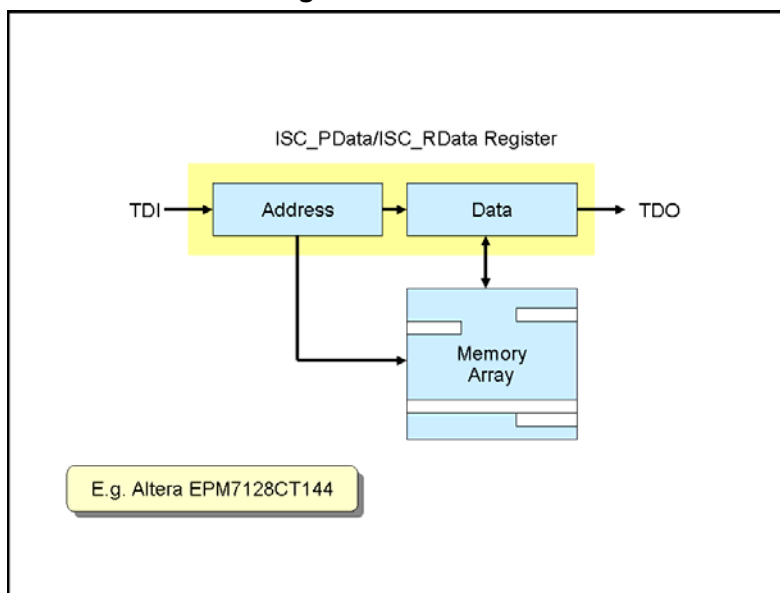 ISC_PData/ISC_RData Register
TDI
Address
Data
TDO
Memory
Array
E.g. Altera EPM7128CT144